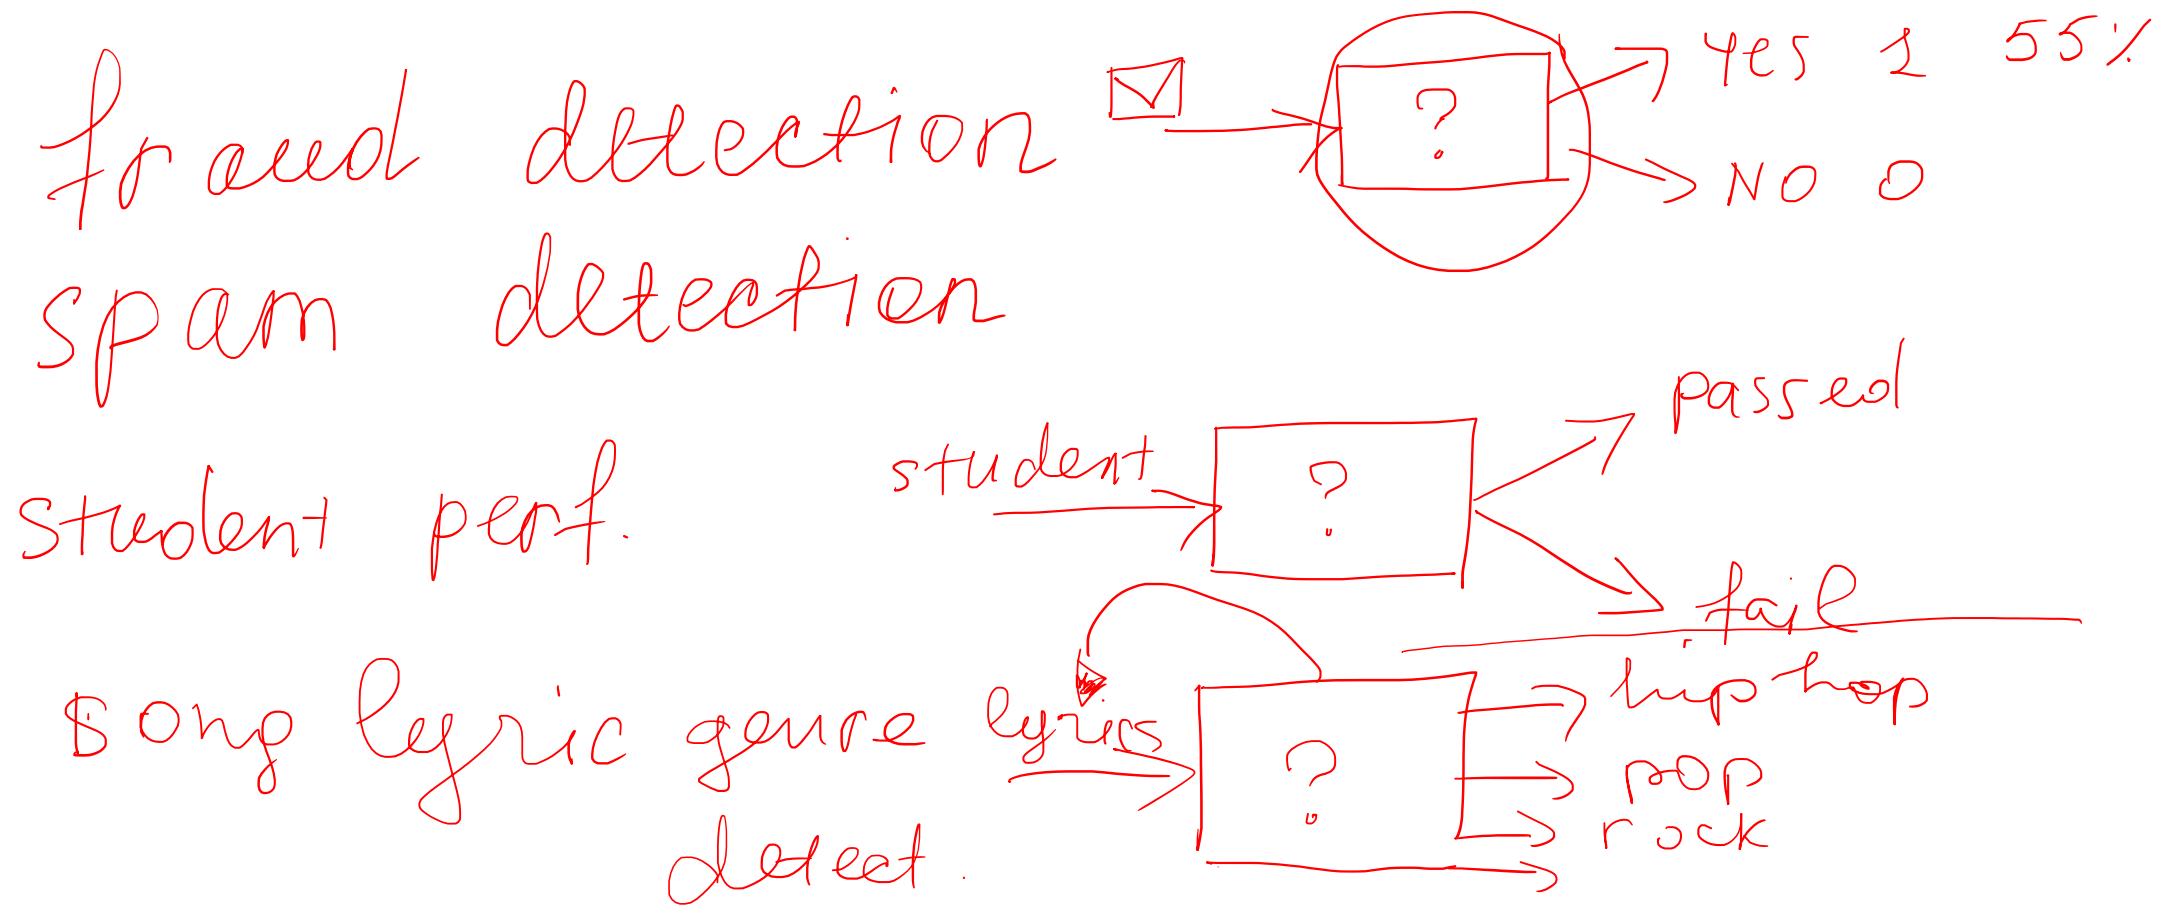 fraud detection
? yes 1 55%
NO 0
spam detection
passed
student perf.
student ?
fail
song lyric genre
detect.
lyrics ? hip hop
pop
rock